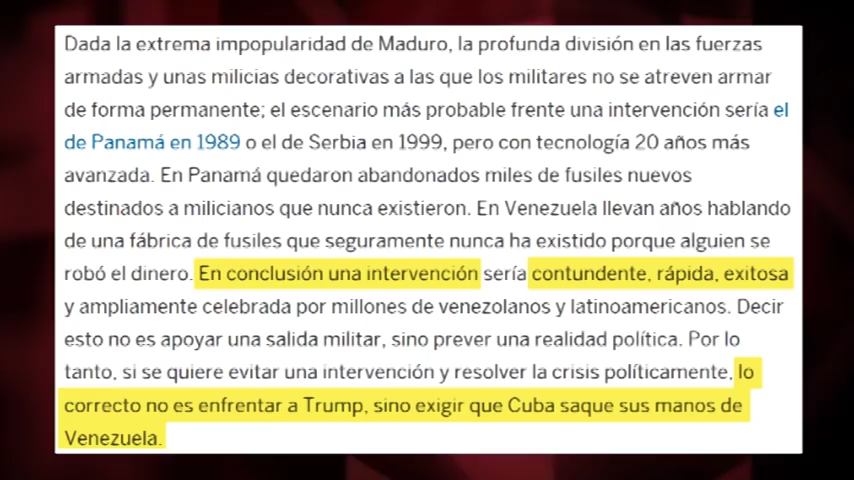 Dada la extrema impopularidad de Maduro, la profunda división en las fuerzas
armadas y unas milicias decorativas a las que los militares no se atreven armar
de forma permanente; el escenario más probable frente una intervención sería el
de Panamá en 1989 o el de Serbia en 1999, pero con tecnología 20 años más
avanzada. En Panamá quedaron abandonados miles de fusiles nuevos
destinados a milicianos que nunca existieron. En Venezuela llevan años hablando
de una fábrica de fusiles que seguramente nunca ha existido porque alguien se
robó el dinero. En conclusión una intervención sería contundente, rápida, exitosa
y ampliamente celebrada por millones de venezolanos y latinoamericanos. Decir
esto no es apoyar una salida militar, sino prever una realidad política. Por lo
tanto, si se quiere evitar una intervención y resolver la crisis políticamente, lo
correcto no es enfrentar a Trump, sino exigir que Cuba saque sus manos de
Venezuela.